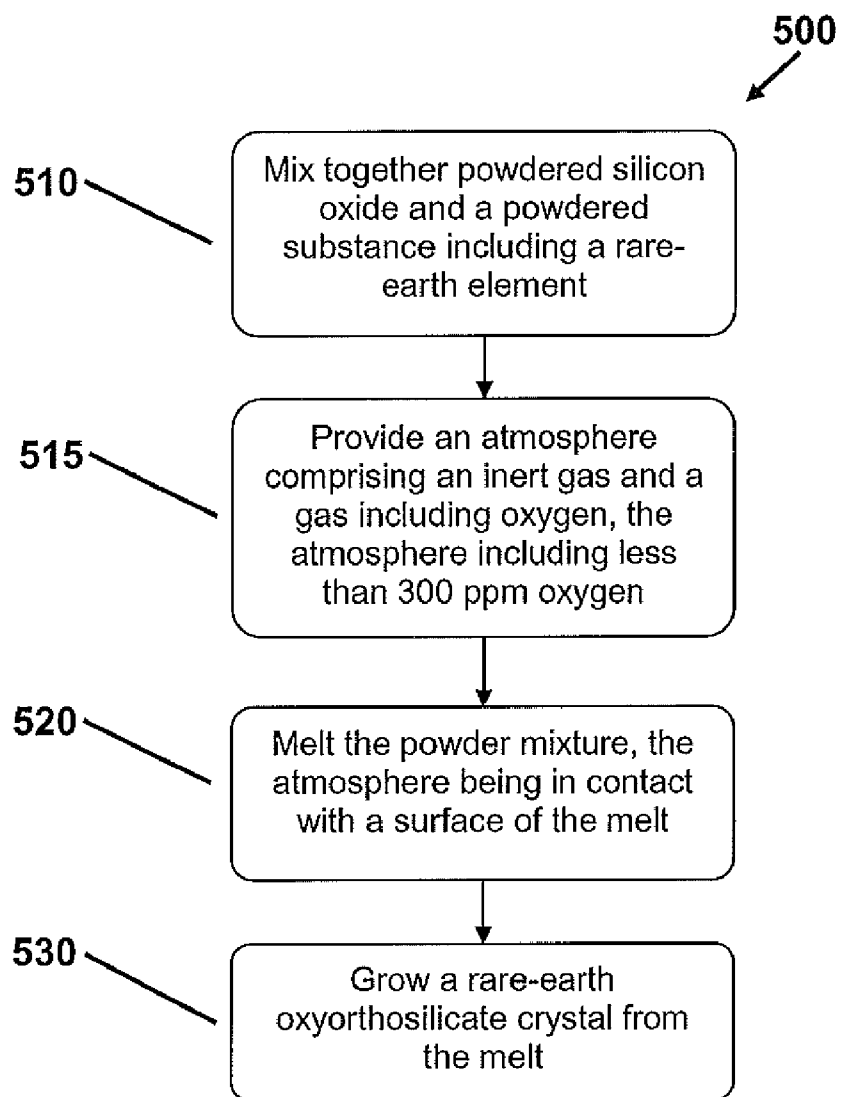 500
510
Mix together powdered silicon
oxide and a powdered
substance including a rare-
earth element
515
Provide an atmosphere
comprising an inert gas and a
gas including oxygen, the
atmosphere including less
than 300 ppm oxygen
520
Melt the powder mixture, the
atmosphere being in contact
with a surface of the melt
530
Grow a rare-earth
oxyorthosilicate crystal from
the melt